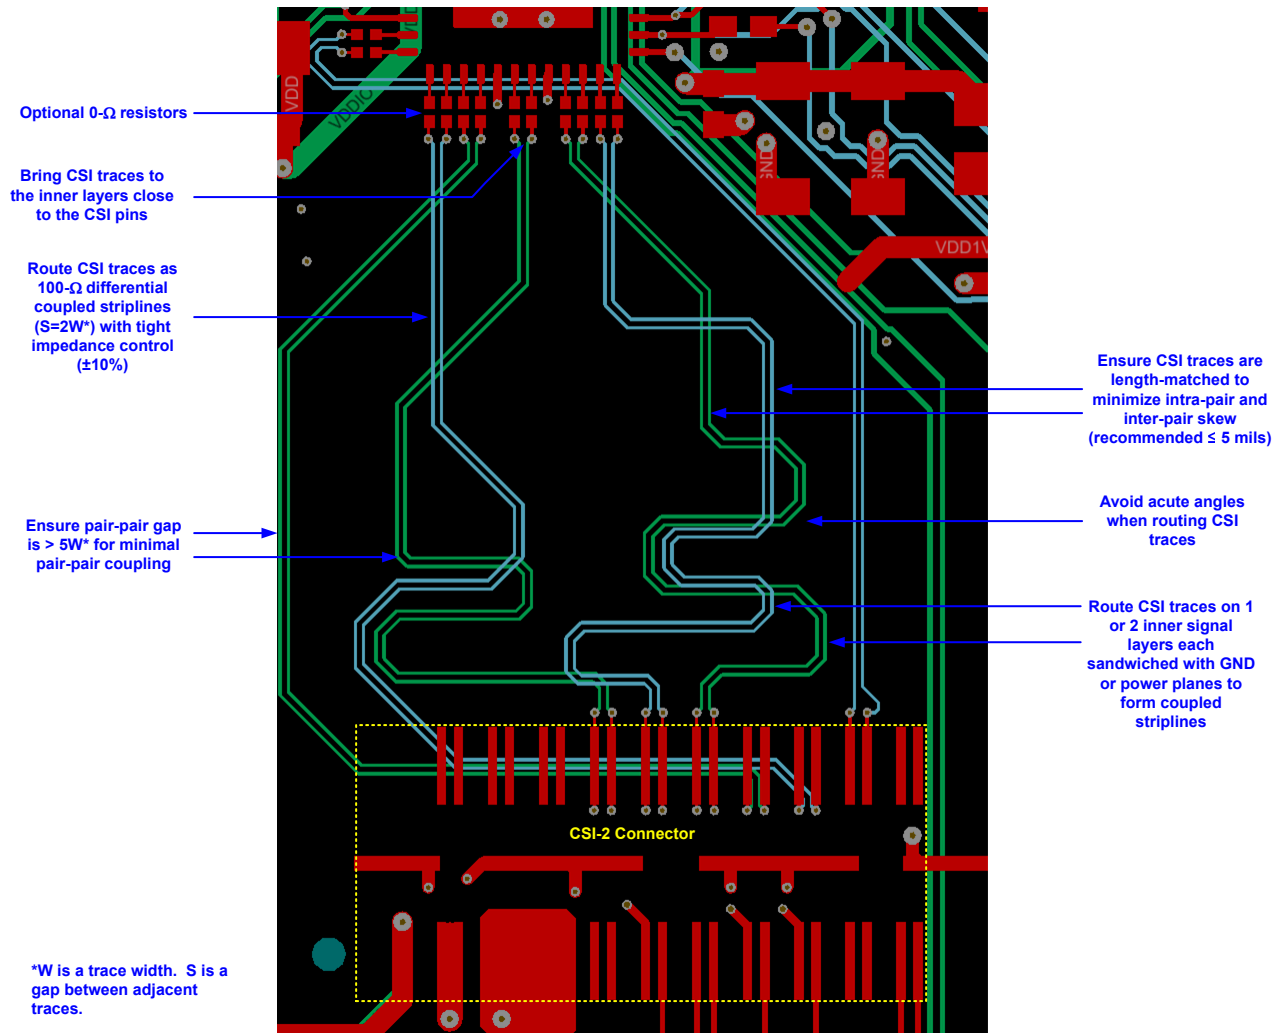 VDD
VDD
VDDIO
Optional 0-Ω resistors
Bring CSI traces to
the inner layers close
to the CSI pins
Route CSI traces as
100-Ω differential
coupled striplines
(S=2W*) with tight
impedance control
(±10%)
Ensure pair-pair gap
is > 5W* for minimal
pair-pair coupling
GND
GND
VDD1V
Ensure CSI traces are
length-matched to
minimize intra-pair and
inter-pair skew
(recommended ≤ 5 mils)
Avoid acute angles
when routing CSI
traces
Route CSI traces on 1
or 2 inner signal
layers each
sandwiched with GND
or power planes to
form coupled
striplines
CSI-2 Connector
*W is a trace width. S is a
gap between adjacent
traces.